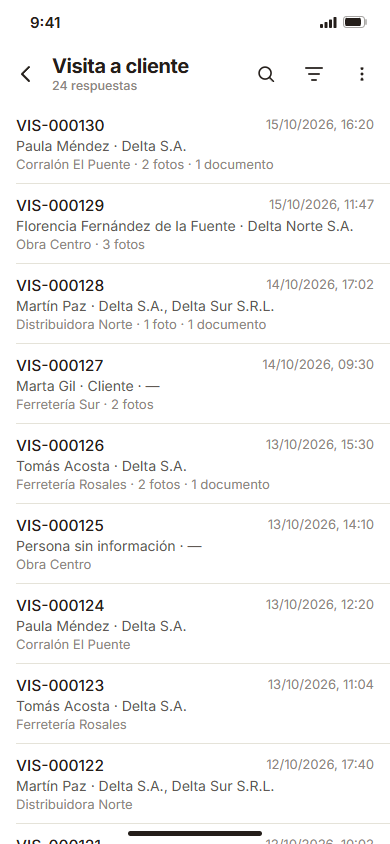 9:41
Visita a cliente
24 respuestas
VIS-000130 15/10/2026, 16:20
Paula Méndez · Delta S.A.
Corralón El Puente · 2 fotos · 1 documento
VIS-000129 15/10/2026, 11:47
Florencia Fernández de la Fuente · Delta Norte S.A.
Obra Centro · 3 fotos
VIS-000128 14/10/2026, 17:02
Martín Paz · Delta S.A., Delta Sur S.R.L.
Distribuidora Norte · 1 foto · 1 documento
VIS-000127 14/10/2026, 09:30
Marta Gil · Cliente · —
Ferretería Sur · 2 fotos
VIS-000126 13/10/2026, 15:30
Tomás Acosta · Delta S.A.
Ferretería Rosales · 2 fotos · 1 documento
VIS-000125 13/10/2026, 14:10
Persona sin información · —
Obra Centro
VIS-000124 13/10/2026, 12:20
Paula Méndez · Delta S.A.
Corralón El Puente
VIS-000123 13/10/2026, 11:04
Tomás Acosta · Delta S.A.
Ferretería Rosales
VIS-000122 12/10/2026, 17:40
Martín Paz · Delta S.A., Delta Sur S.R.L.
Distribuidora Norte